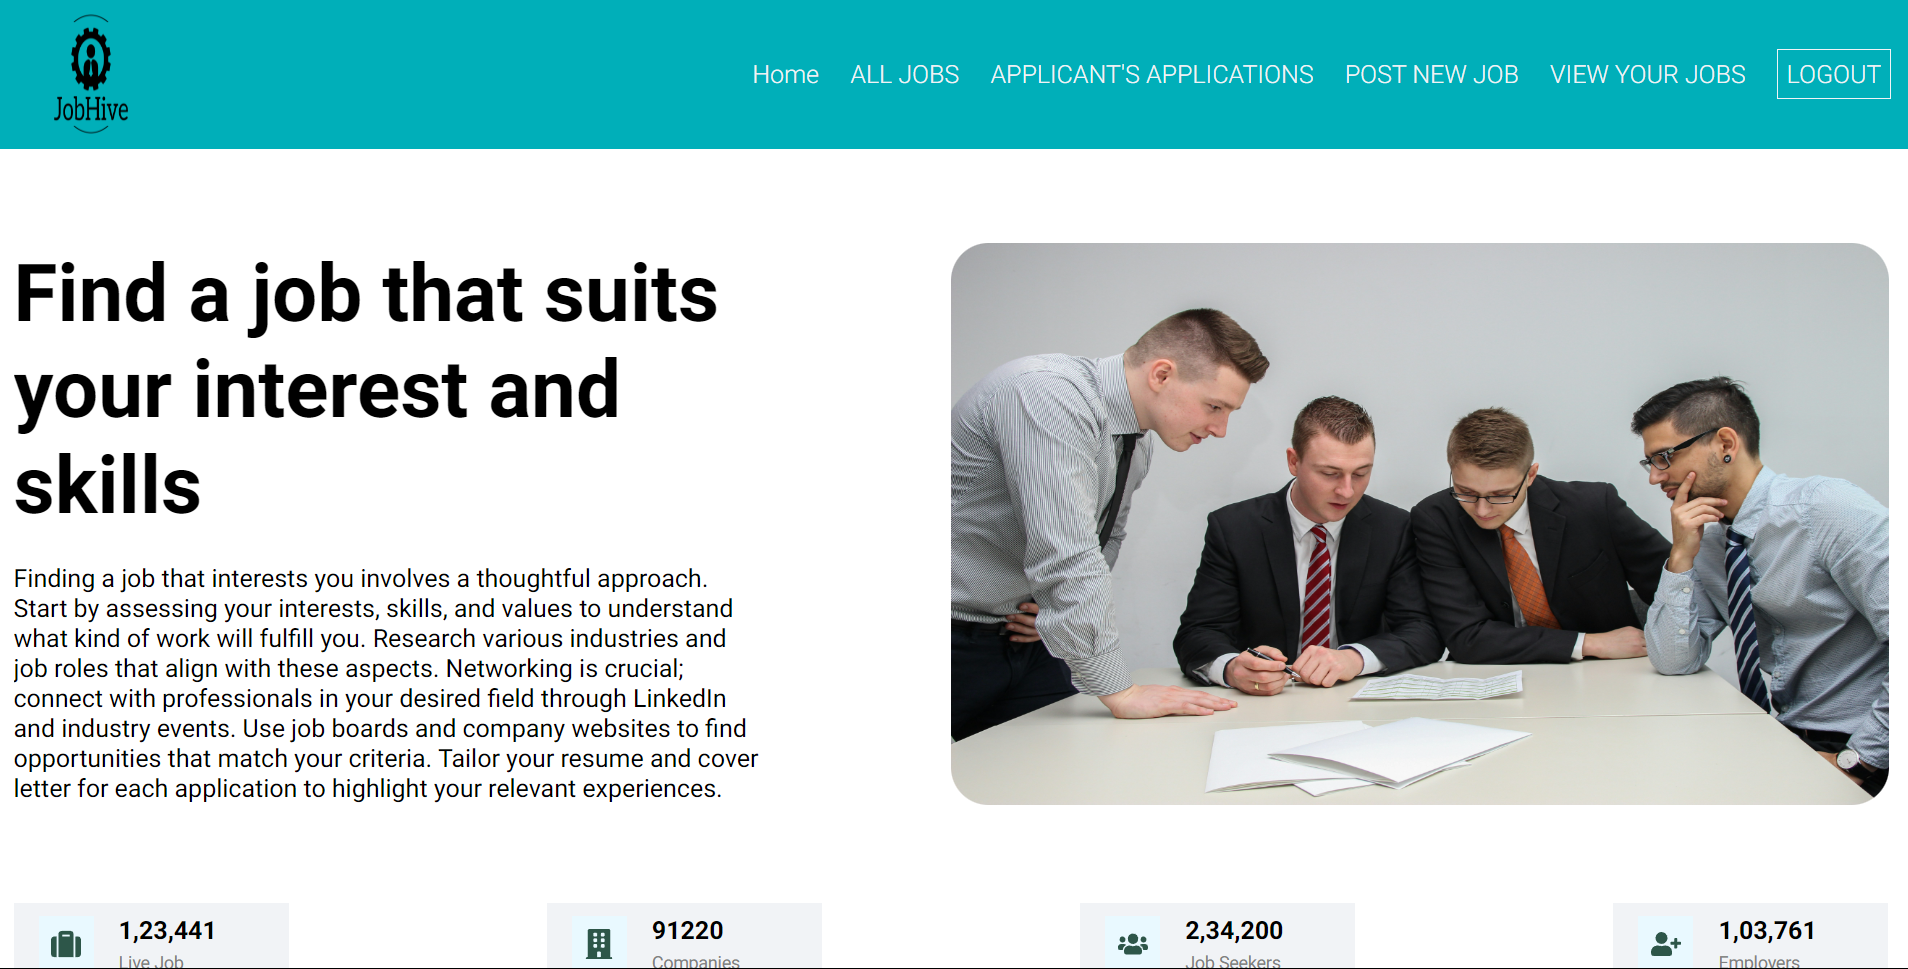 JobHive
Home ALL JOBS APPLICANT'S APPLICATIONS POST NEW JOB VIEW YOUR JOBS LOGOUT
Find a job that suits
your interest and
skills
Finding a job that interests you involves a thoughtful approach.
Start by assessing your interests, skills, and values to understand
what kind of work will fulfill you. Research various industries and
job roles that align with these aspects. Networking is crucial;
connect with professionals in your desired field through LinkedIn
and industry events. Use job boards and company websites to find
opportunities that match your criteria. Tailor your resume and cover
letter for each application to highlight your relevant experiences.
1,23,441
Live Job
91220
Companies
2,34,200
Job Seekers
1,03,761
Employers